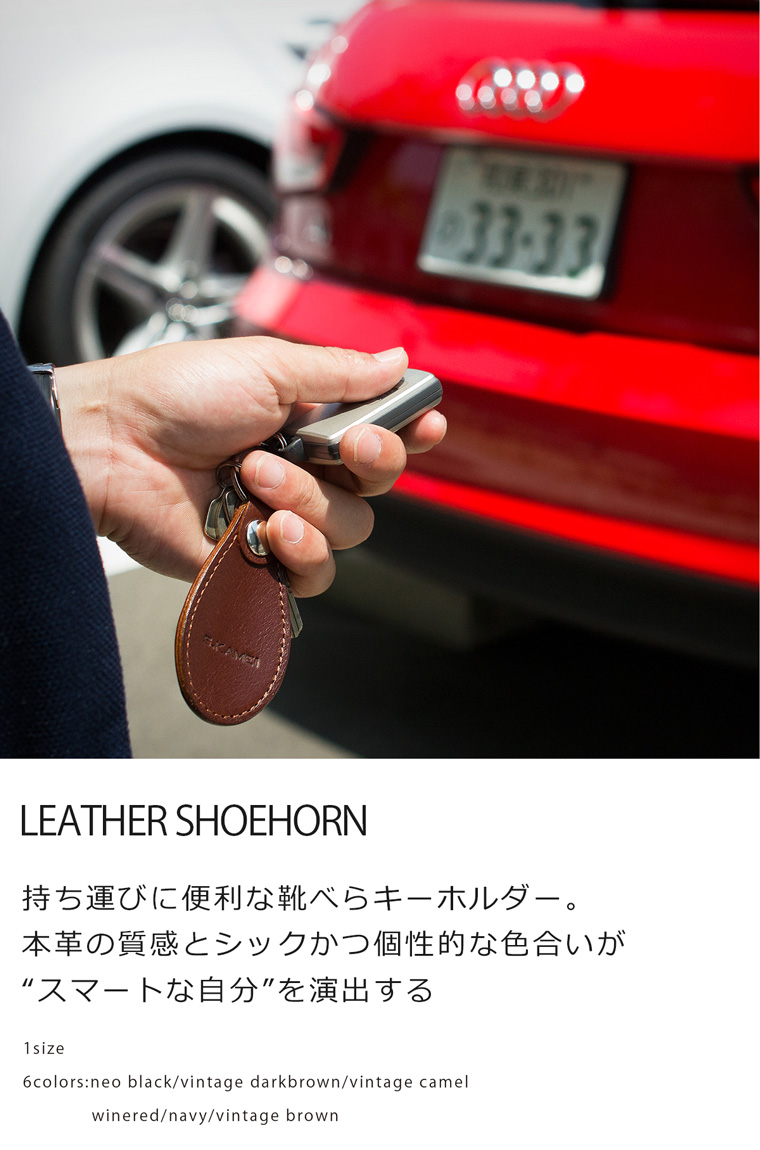 33-33
LEATHER SHOEHORN
持ち運びに便利な靴べらキーホルダー。
本革の質感とシックかつ個性的な色合いが
“スマートな自分”を演出する
1size
6colors:neo black/vintage darkbrown/vintage camel
winered/navy/vintage brown